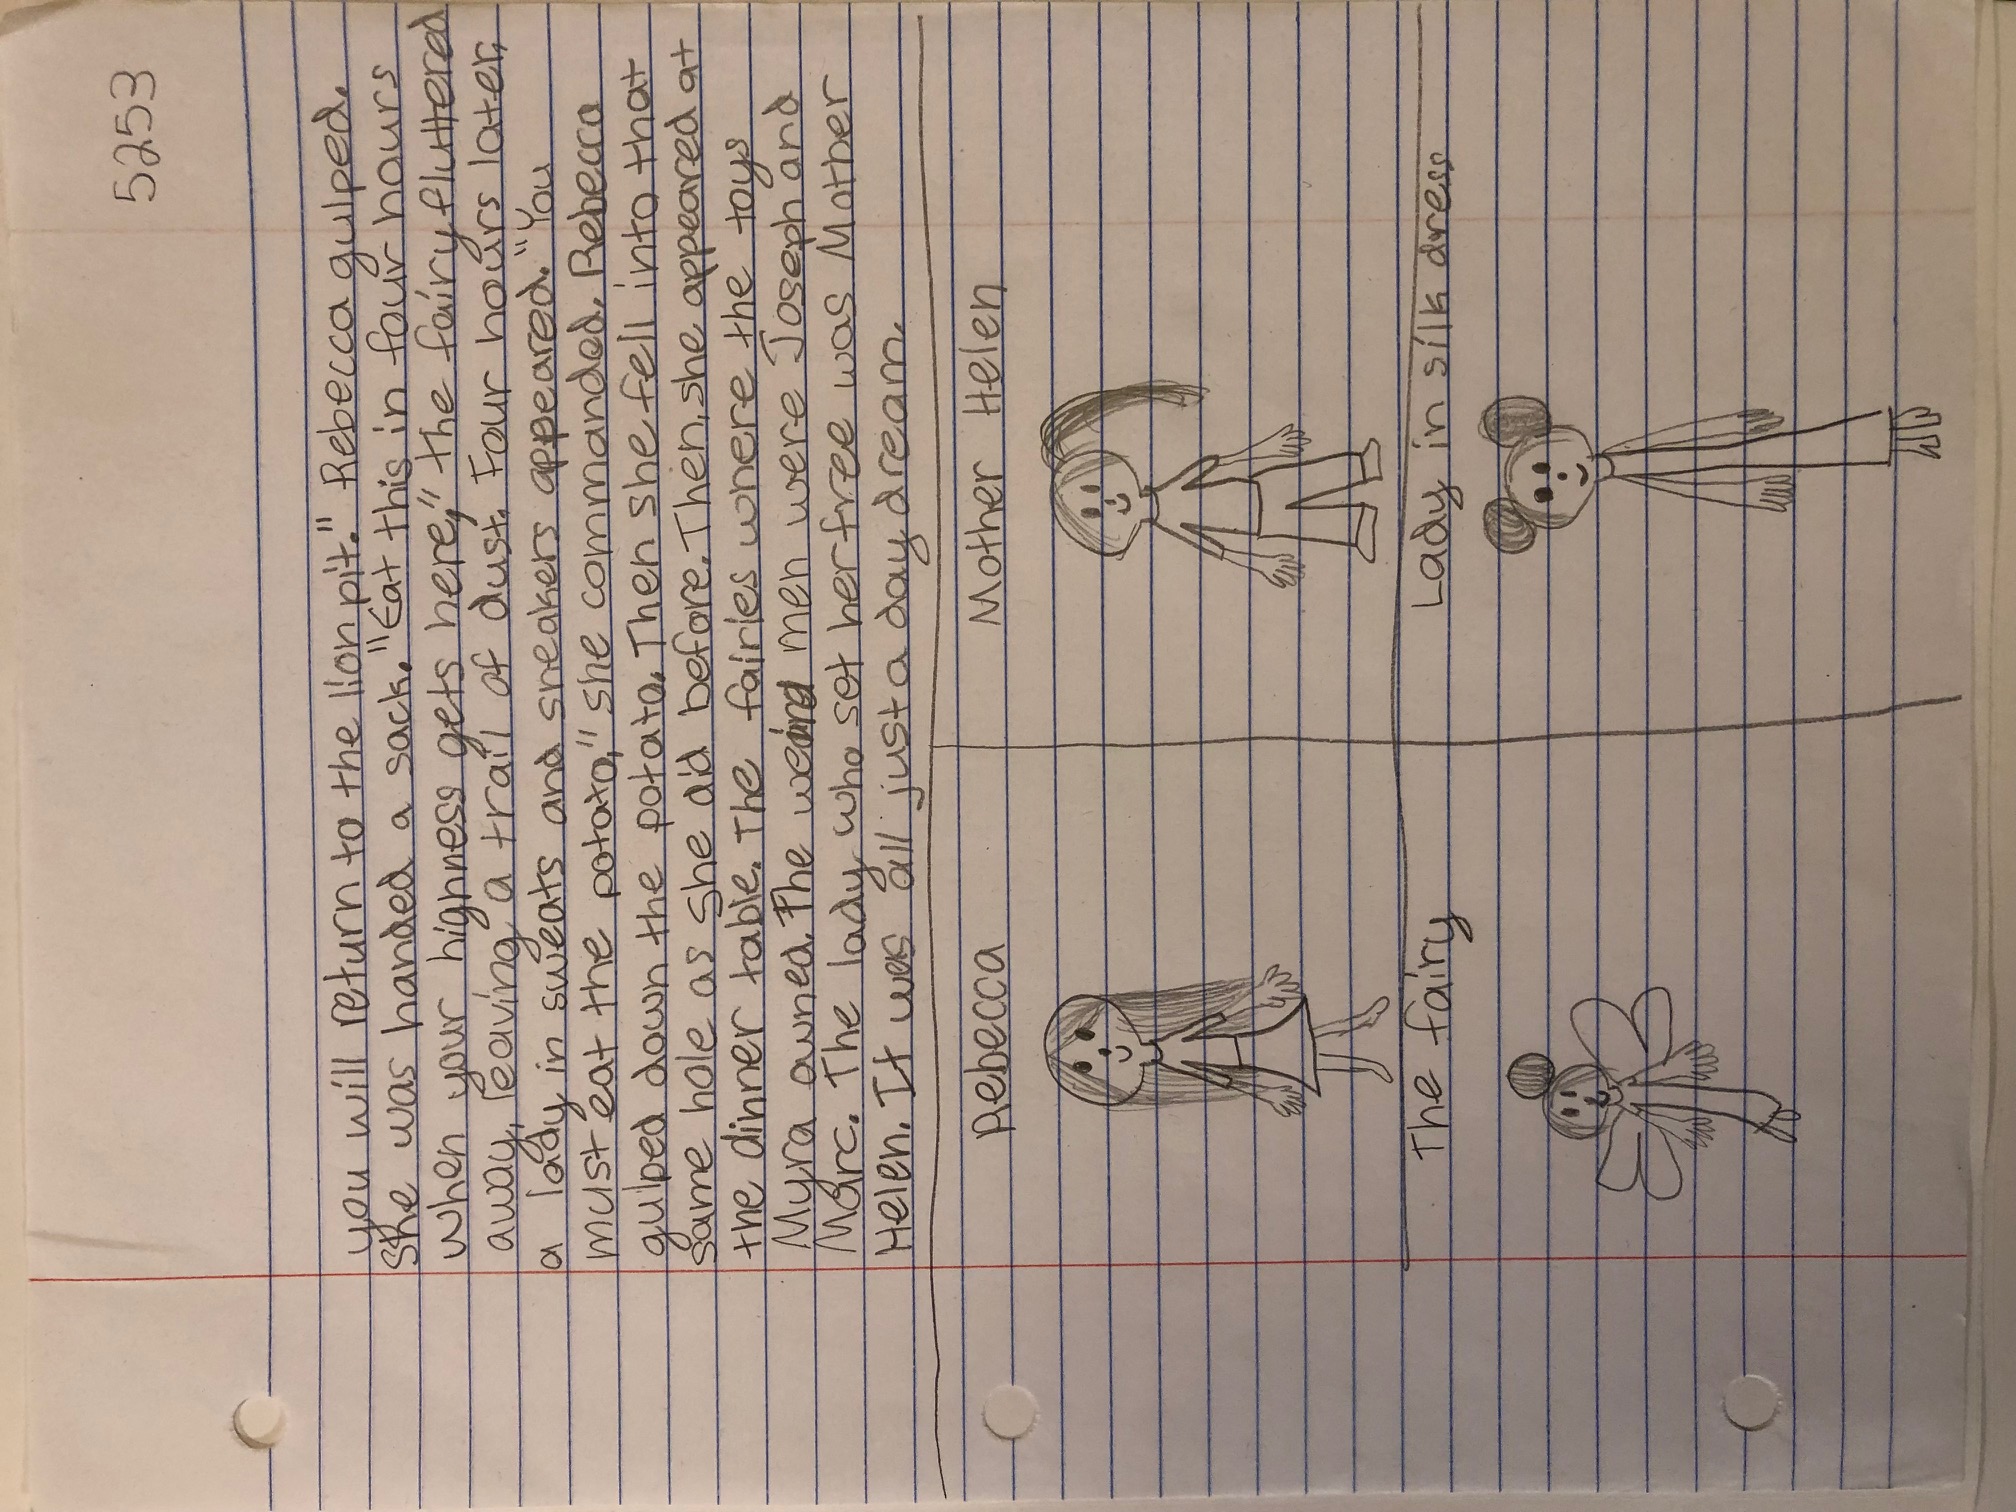 5253
you will return to the lion pit." Rebecca gulped.
She was handed a sack. "Eat this in four hours
when your highness gets here," the fairy fluttered
away, leaving a trail of dust. Four hours later,
a lady in sweats and sneakers appeared. "You
must eat the potato," she commanded. Rebecca
gulped down the potato. Then she fell into that
same hole as she did before. Then, she appeared at
the dinner table. The fairies where the toys
Myra owned. The weird men were Joseph and
Marc. The lady who set her free was Mother
Helen. It was all just a day dream.
Rebecca
Mother Helen
The fairy
Lady in silk dress